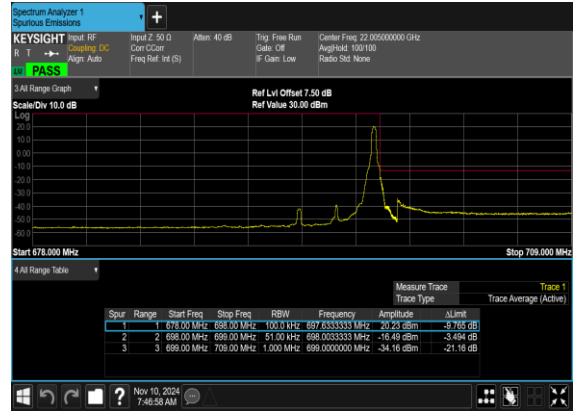 Spectrum Analyzer 1
Spurious Emissions
KEYSIGHT Input: RF Input Z: 50 Ω Atten: 40 dB Trig: Free Run Center Freq: 22.005000000 GHz
R T Coupling: DC Corr CCorr Gate: Off Avg|Hold: 100/100
Align: Auto Freq Ref: Int (S) IF Gain: Low Radio Std: None
LM PASS
3 All Range Graph
Ref Lvl Offset 7.50 dB
Scale/Div 10.0 dB Ref Value 30.00 dBm
Log
20.0
10.0
0.00
-10.0
-20.0
-30.0
-40.0
-50.0
-60.0
Start 678.000 MHz Stop 709.000 MHz
4 All Range Table
Measure Trace Trace 1
Trace Type Trace Average (Active)
Spur Range Start Freq Stop Freq RBW Frequency Amplitude ΔLimit
1 1 678.00 MHz 698.00 MHz 100.0 kHz 697.6333333 MHz 20.23 dBm -9.765 dB
2 2 698.00 MHz 699.00 MHz 51.00 kHz 698.0033333 MHz -16.49 dBm -3.494 dB
3 3 699.00 MHz 709.00 MHz 1.000 MHz 699.0000000 MHz -34.16 dBm -21.16 dB
Nov 10, 2024
7:46:58 AM